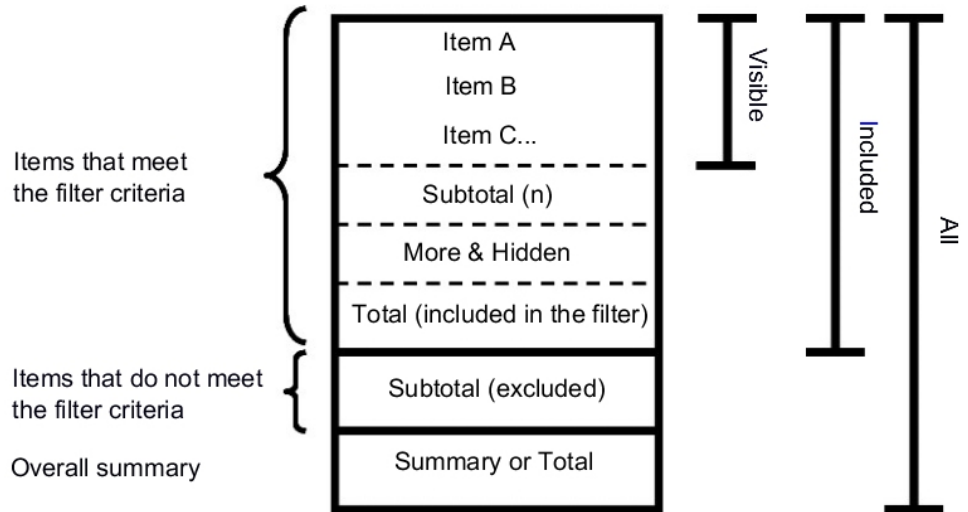 Item A
Item B
Item C...
Subtotal (n)
More & Hidden
Total (included in the filter)
Subtotal (excluded)
Summary or Total
Items that meet
the filter criteria
Items that do not meet
the filter criteria
Overall summary
Visible
Included
All